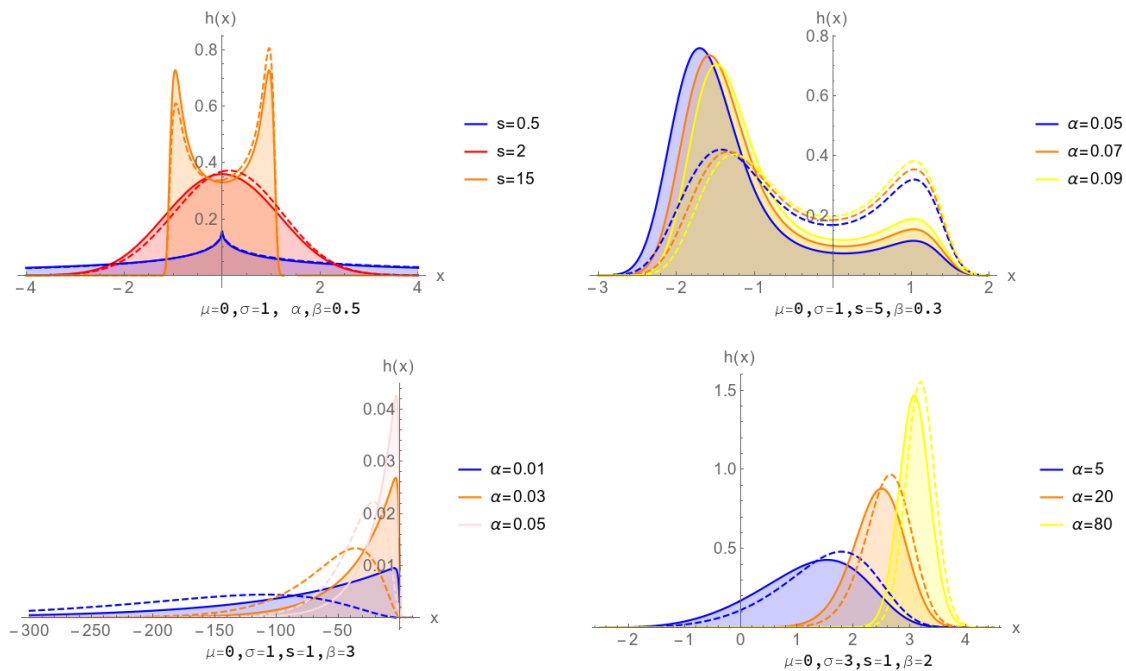 h(x)
0.8
0.6
0.4
0.2
−4
−2
0
2
4
x
μ=0,σ=1, α,β=0.5
s=0.5
s=2
s=15
h(x)
0.8
0.6
0.4
0.2
−3
−2
−1
0
1
2
x
μ=0,σ=1,s=5,β=0.3
α=0.05
α=0.07
α=0.09
h(x)
0.04
0.03
0.02
0.01
−300
−250
−200
−150
−100
−50
x
μ=0,σ=1,s=1,β=3
α=0.01
α=0.03
α=0.05
h(x)
1.5
1.0
0.5
−2
−1
0
1
2
3
4
x
μ=0,σ=3,s=1,β=2
α=5
α=20
α=80